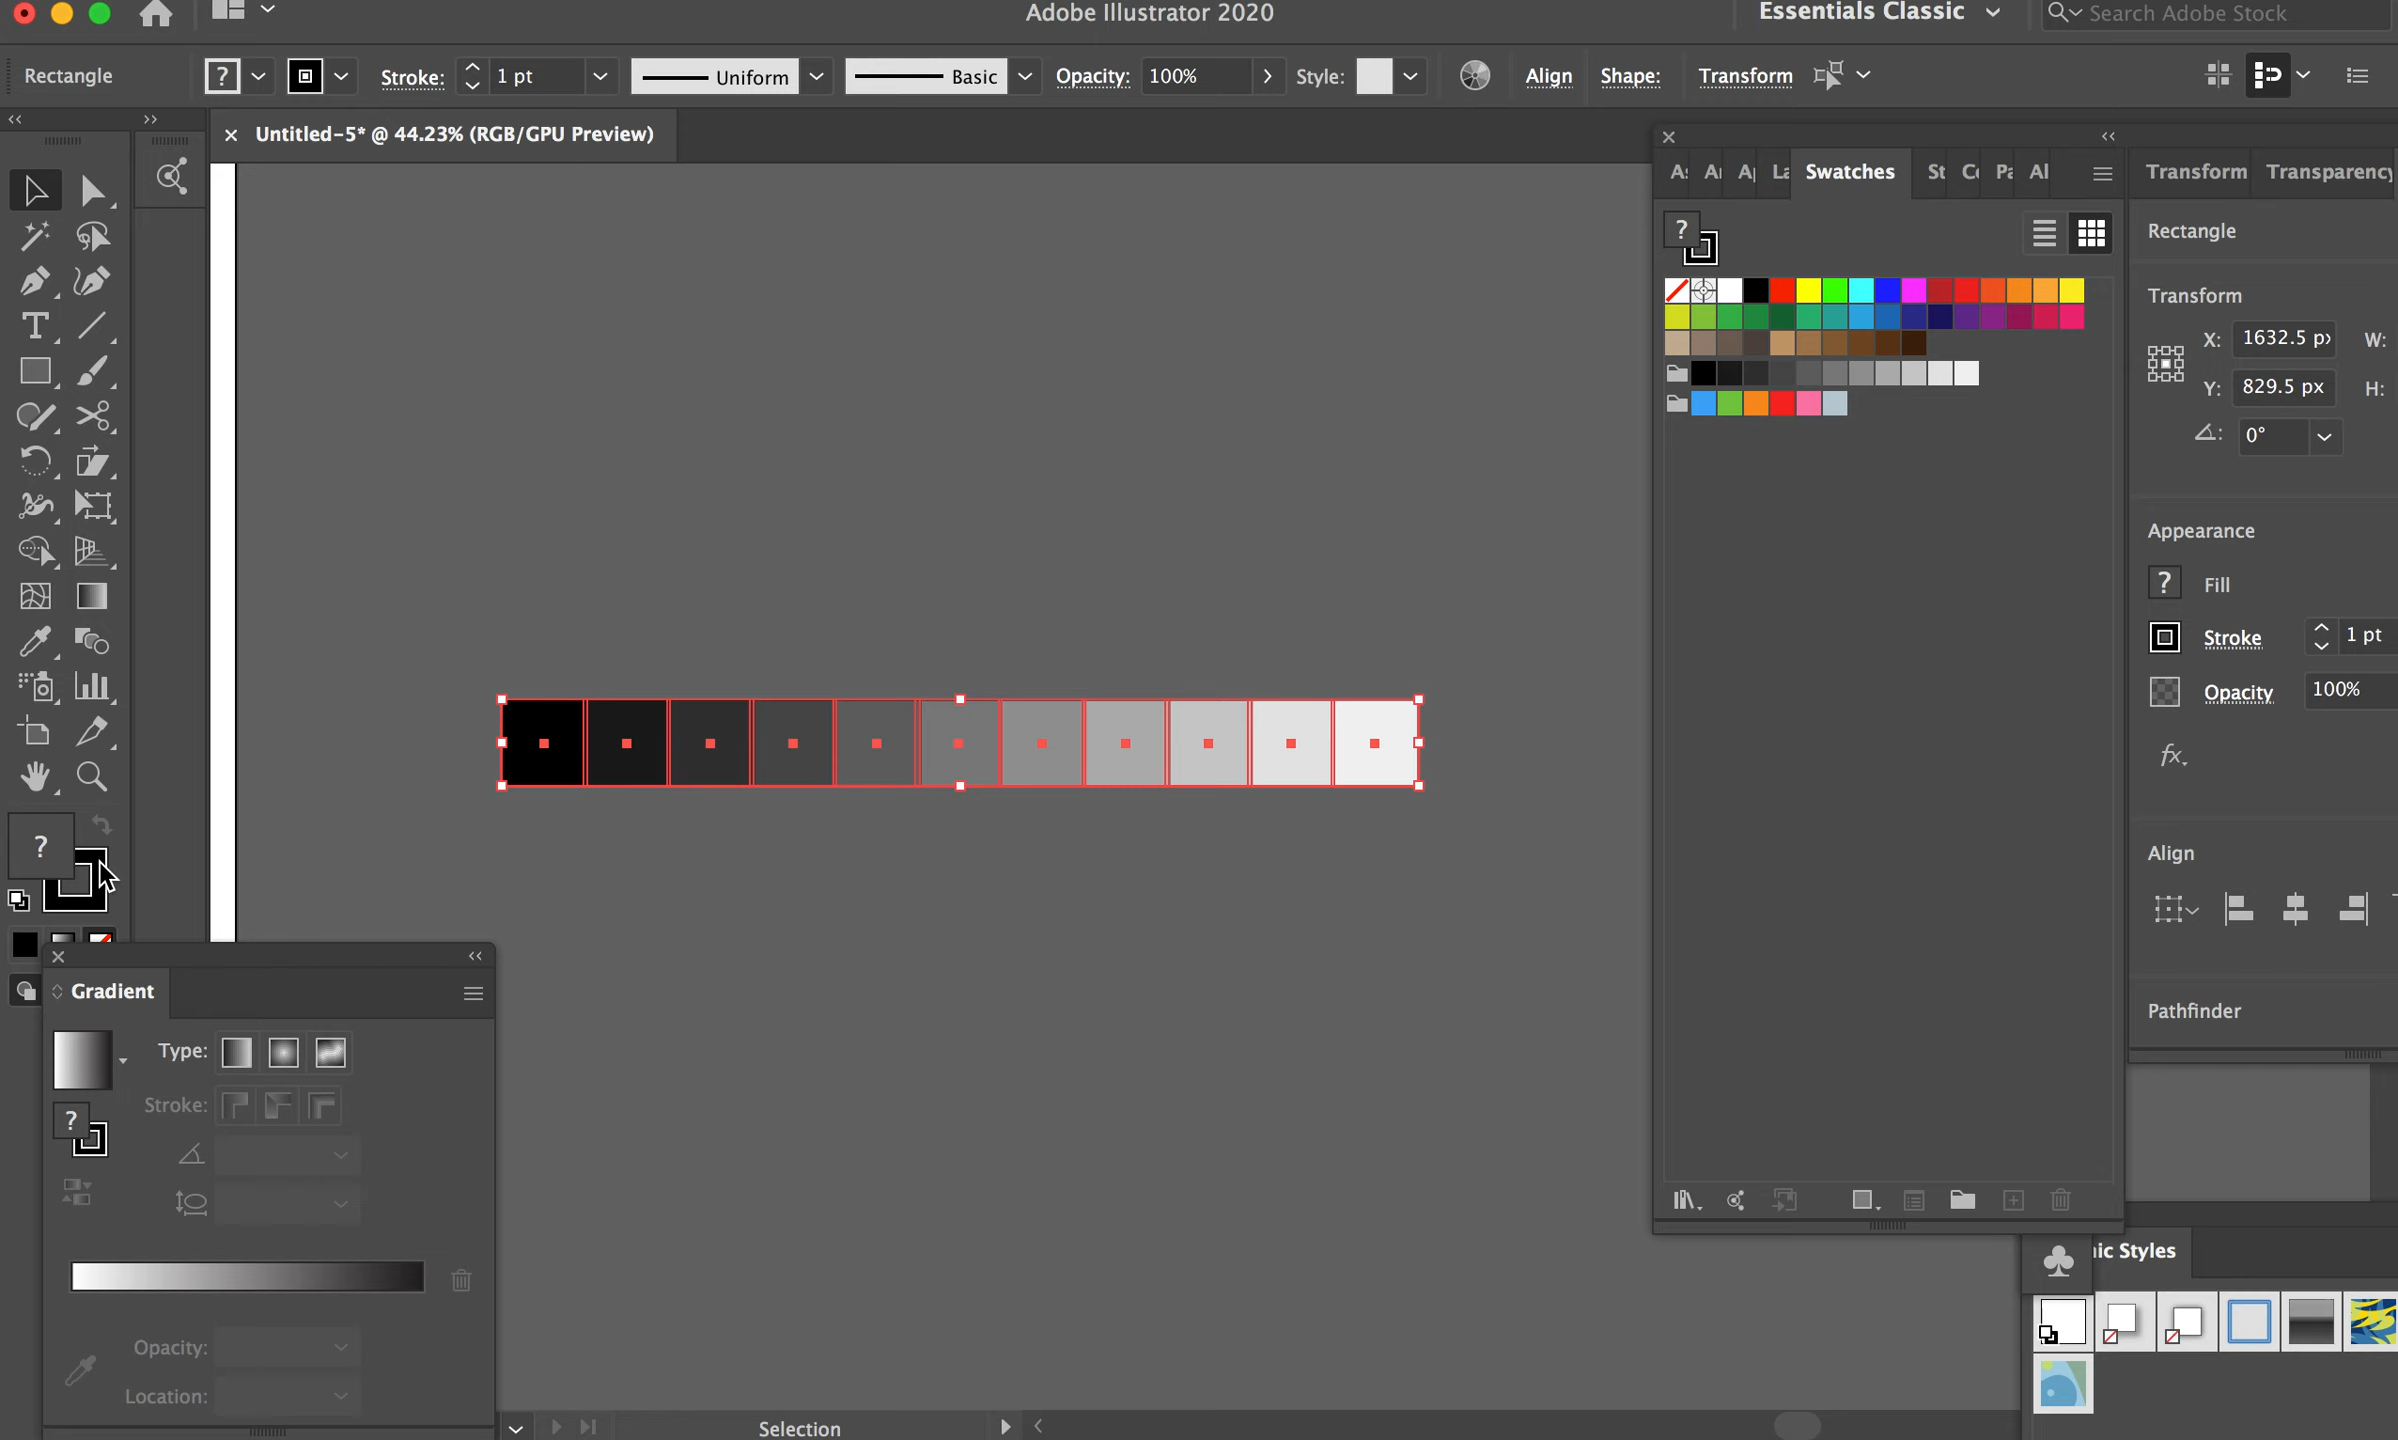 Adobe Illustrator 2020
Essentials Classic
Search Adobe Stock
Rectangle
?
Stroke:
1 pt
Uniform
Basic
Opacity:
100%
Style:
Align
Shape:
Transform
Untitled-5* @ 44.23% (RGB/GPU Preview)
Swatches
St
Pa
Al
Transform
Transparency
?
Rectangle
Transform
X:
1632.5 px
W:
Y:
829.5 px
H:
0°
Appearance
?
Fill
Stroke
1 pt
Opacity
100%
fx
Align
Pathfinder
?
Gradient
Type:
Stroke:
?
Opacity:
Location:
Selection
ic Styles